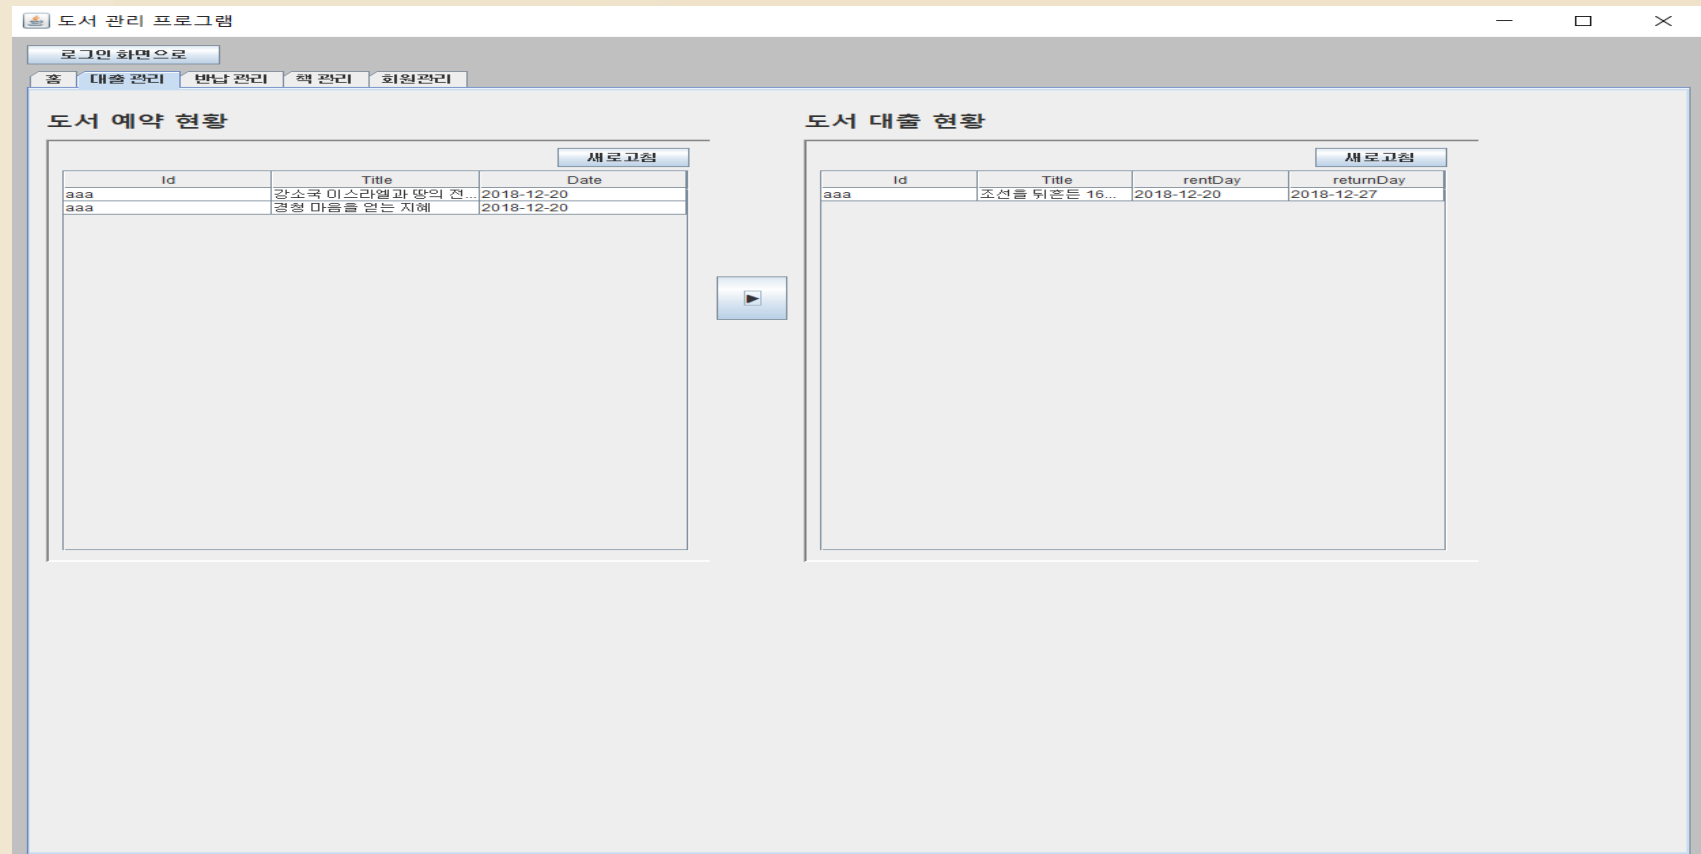 도서 관리 프로그램
로그인 화면으로
홈 대출 관리 반납 관리 책 관리 회원관리
도서 예약 현황
새로고침
Id Title Date
aaa 강소국 미스라엘과 땅의 전... 2018-12-20
aaa 경청 마음을 얻는 지혜 2018-12-20
도서 대출 현황
새로고침
Id Title rentDay returnDay
aaa 조선을 뒤흔든 16... 2018-12-20 2018-12-27